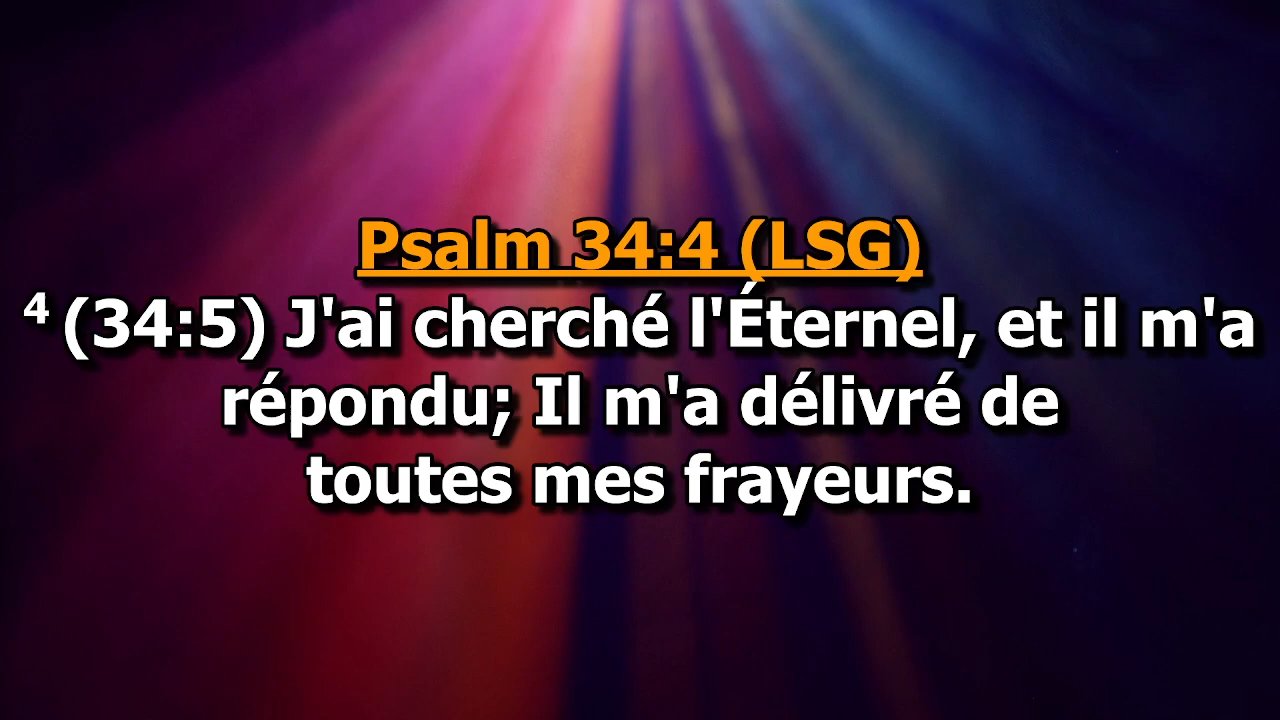 Psalm 34:4 (LSG)
4 (34:5) J'ai cherché l'Éternel, et il m'a
répondu; Il m'a délivré de
toutes mes frayeurs.